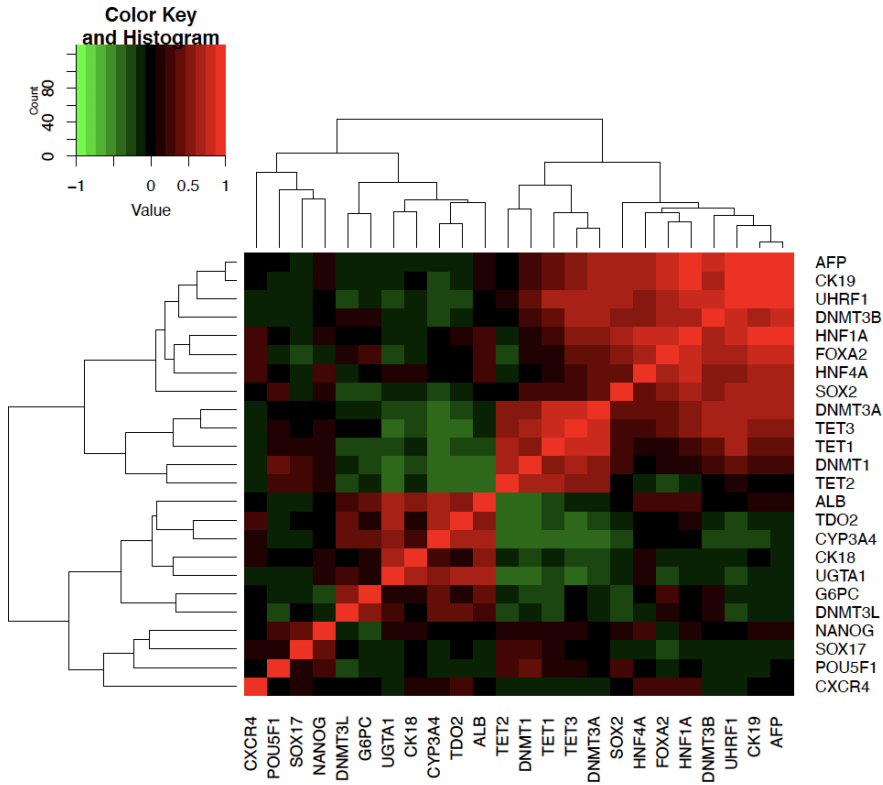 Color Key
and Histogram
Count
0 40 80
−1 0 0.5 1
Value
AFP
CK19
UHRF1
DNMT3B
HNF1A
FOXA2
HNF4A
SOX2
DNMT3A
TET3
TET1
DNMT1
TET2
ALB
TDO2
CYP3A4
CK18
UGTA1
G6PC
DNMT3L
NANOG
SOX17
POU5F1
CXCR4
CXCR4
POU5F1
SOX17
NANOG
DNMT3L
G6PC
UGTA1
CK18
CYP3A4
TDO2
ALB
TET2
DNMT1
TET1
TET3
DNMT3A
SOX2
HNF4A
FOXA2
HNF1A
DNMT3B
UHRF1
CK19
AFP